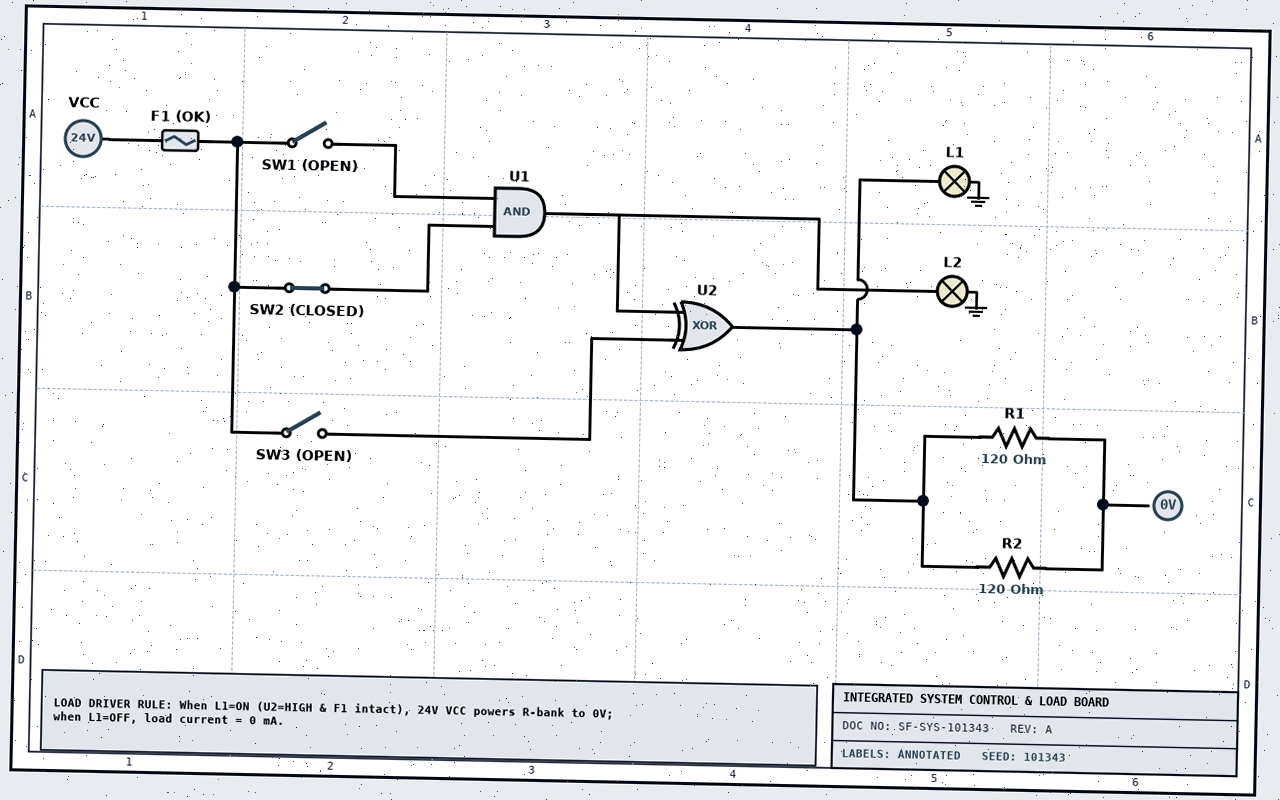 1 2 3 4 5 6
A A
VCC
24V
F1 (OK)
SW1 (OPEN)
U1
AND
L1
L2
B B
SW2 (CLOSED)
U2
XOR
SW3 (OPEN)
R1
120 Ohm
C C
0V
R2
120 Ohm
D D
LOAD DRIVER RULE: When L1=ON (U2=HIGH & F1 intact), 24V VCC powers R-bank to 0V;
when L1=OFF, load current = 0 mA.
INTEGRATED SYSTEM CONTROL & LOAD BOARD
DOC NO: SF-SYS-101343 REV: A
LABELS: ANNOTATED SEED: 101343
1 2 3 4 5 6